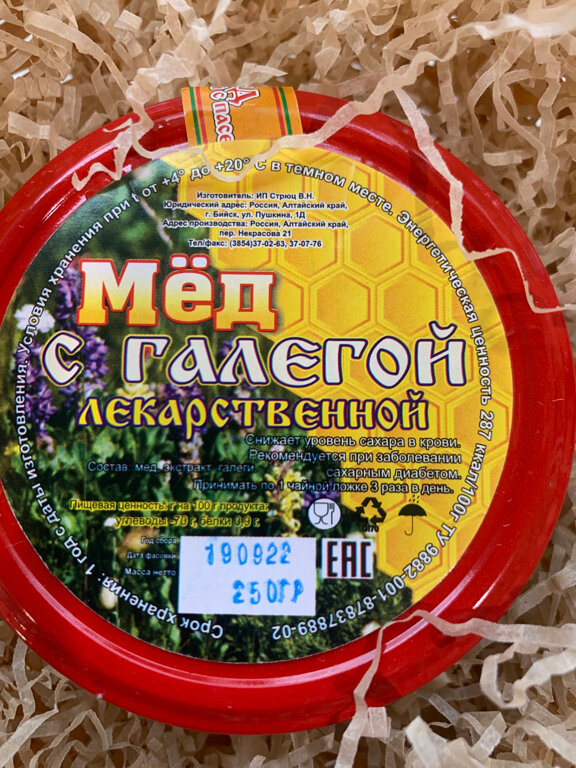 Изготовитель: ИП Стрюц В.Н.
Юридический адрес: Россия, Алтайский край,
г. Бийск, ул. Пушкина, 1Д
Адрес производства: Россия, Алтайский край,
пер. Некрасова 21
Тел/факс: (3854)37-02-63, 37-07-76
Мёд
с галегой
лекарственной
Снижает уровень сахара в крови.
Рекомендуется при заболевании
сахарным диабетом.
Состав: мед, экстракт галеги.
Принимать по 1 чайной ложке 3 раза в день.
Пищевая ценность: г на 100 г продукта:
углеводы -70 г, белки 0,9 г.
Год сбора
Дата фасовки
Масса нетто
190922
250ГР
EAC
Срок хранения: 1 год с даты изготовления. Условия хранения при t от +4° до +20° С в темном месте. Энергетическая ценность 287 ккал/100г ТУ 9882-001-87837889-02